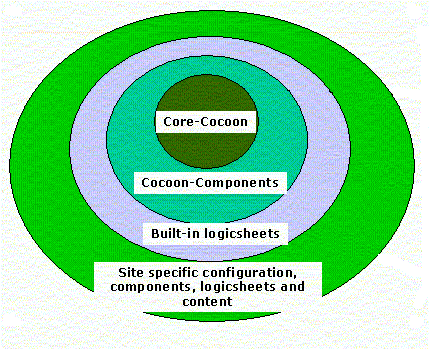 Core-Cocoon
Cocoon-Components
Built-in logicsheets
Site specific configuration,
components, logicsheets and
content